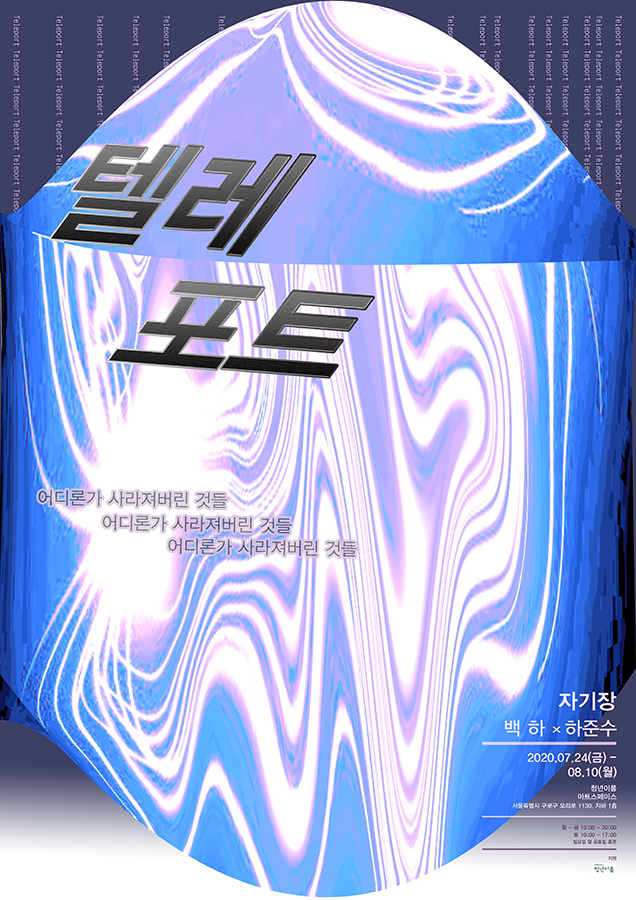 Teleport Teleport Teleport Teleport
텔레
포트
어디론가 사라져버린 것들
어디론가 사라져버린 것들
어디론가 사라져버린 것들
자기장
백 하 × 하준수
2020.07.24(금) –
08.10(월)
청년이룸
아트스페이스
서울특별시 구로구 오리로 1130, 지하 1층
월 – 금 10:00 – 20:00
토 10:00 – 17:00
일요일 및 공휴일 휴관
지원
청년이룸